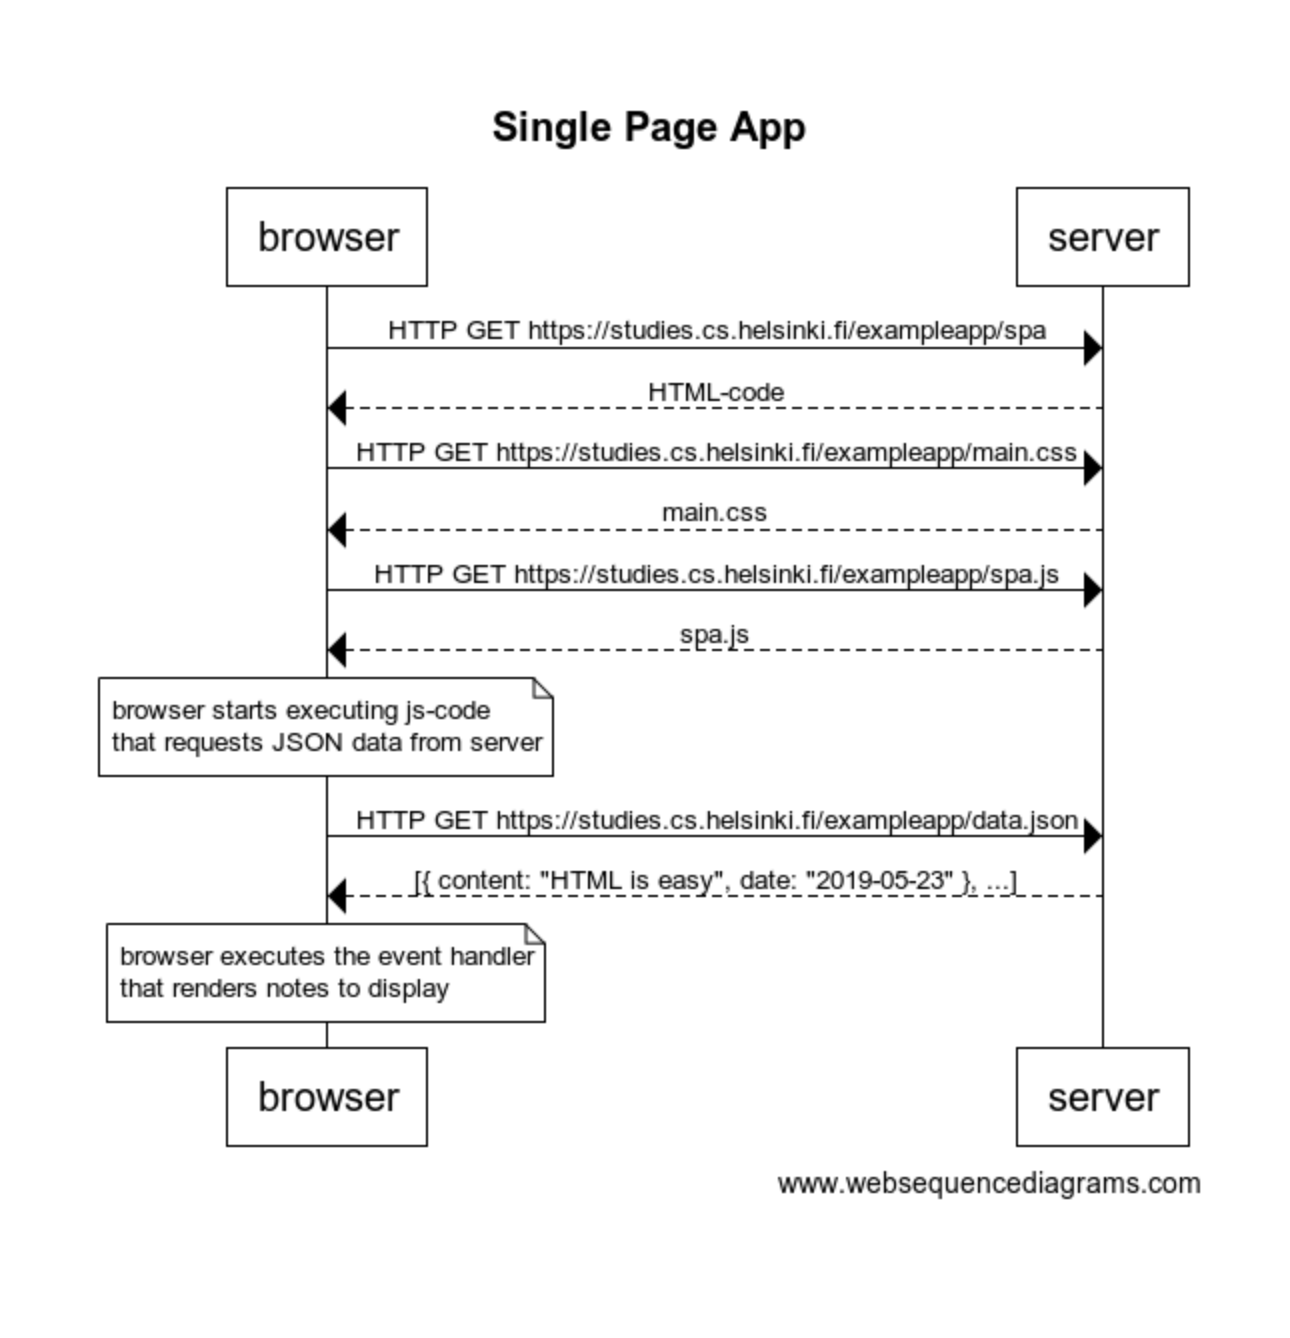 Single Page App
browser
server
HTTP GET https://studies.cs.helsinki.fi/exampleapp/spa
HTML-code
HTTP GET https://studies.cs.helsinki.fi/exampleapp/main.css
main.css
HTTP GET https://studies.cs.helsinki.fi/exampleapp/spa.js
spa.js
browser starts executing js-code
that requests JSON data from server
HTTP GET https://studies.cs.helsinki.fi/exampleapp/data.json
[{ content: "HTML is easy", date: "2019-05-23" }, ...]
browser executes the event handler
that renders notes to display
browser
server
www.websequencediagrams.com